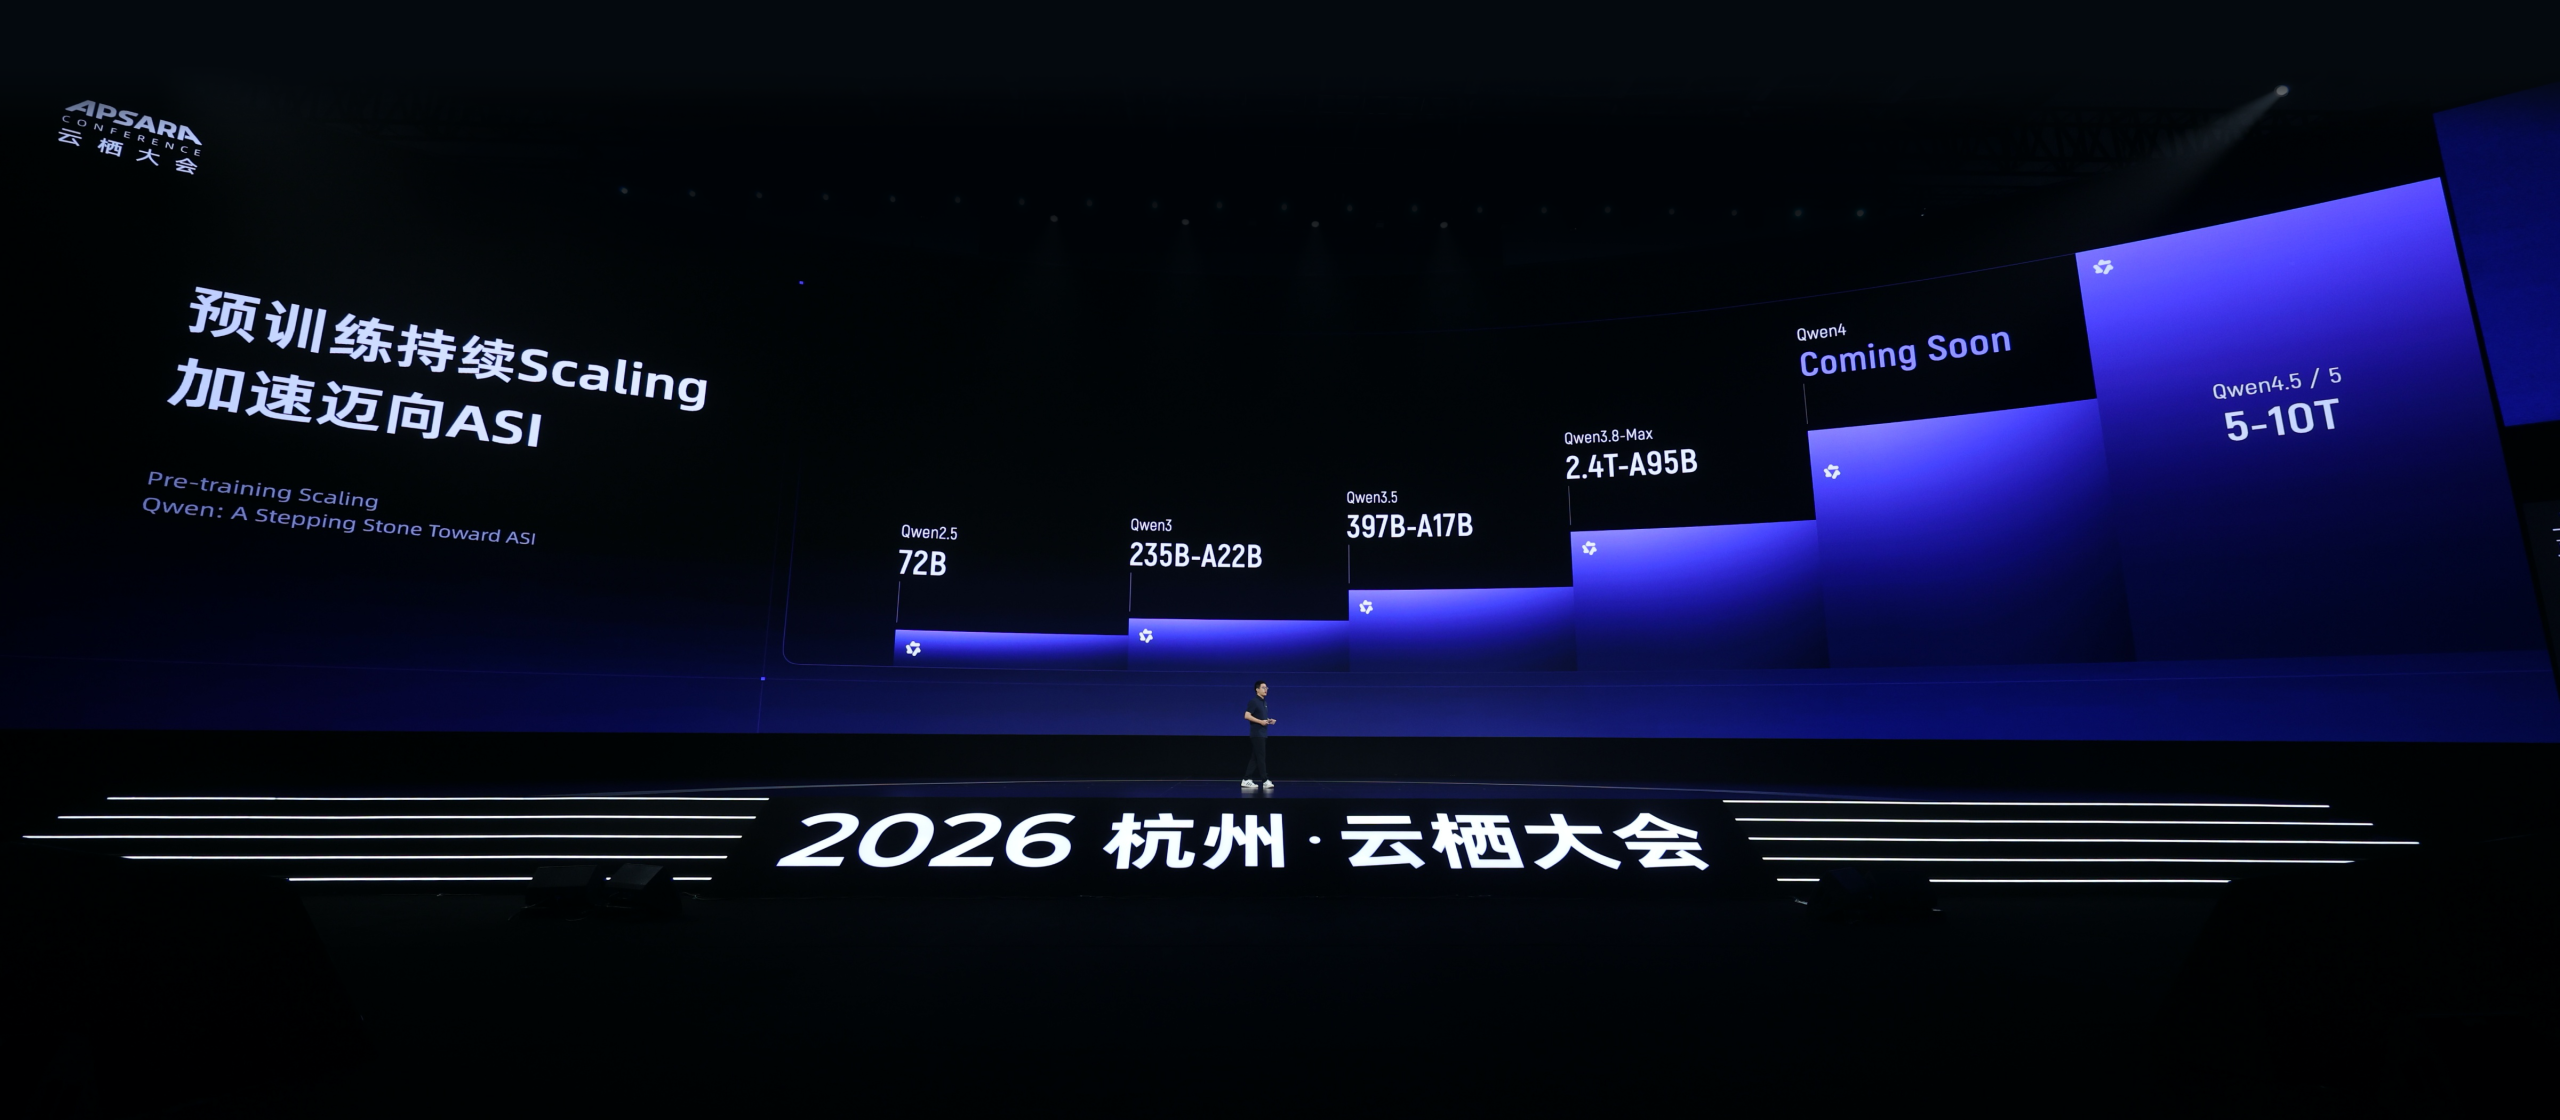 APSARA
CONFERENCE
云栖大会
预训练持续Scaling
加速迈向ASI
Pre-training Scaling
Qwen: A Stepping Stone Toward ASI
Qwen2.5
72B
Qwen3
235B-A22B
Qwen3.5
397B-A17B
Qwen3.8-Max
2.4T-A95B
Qwen4
Coming Soon
Qwen4.5 / 5
5-10T
2026 杭州·云栖大会